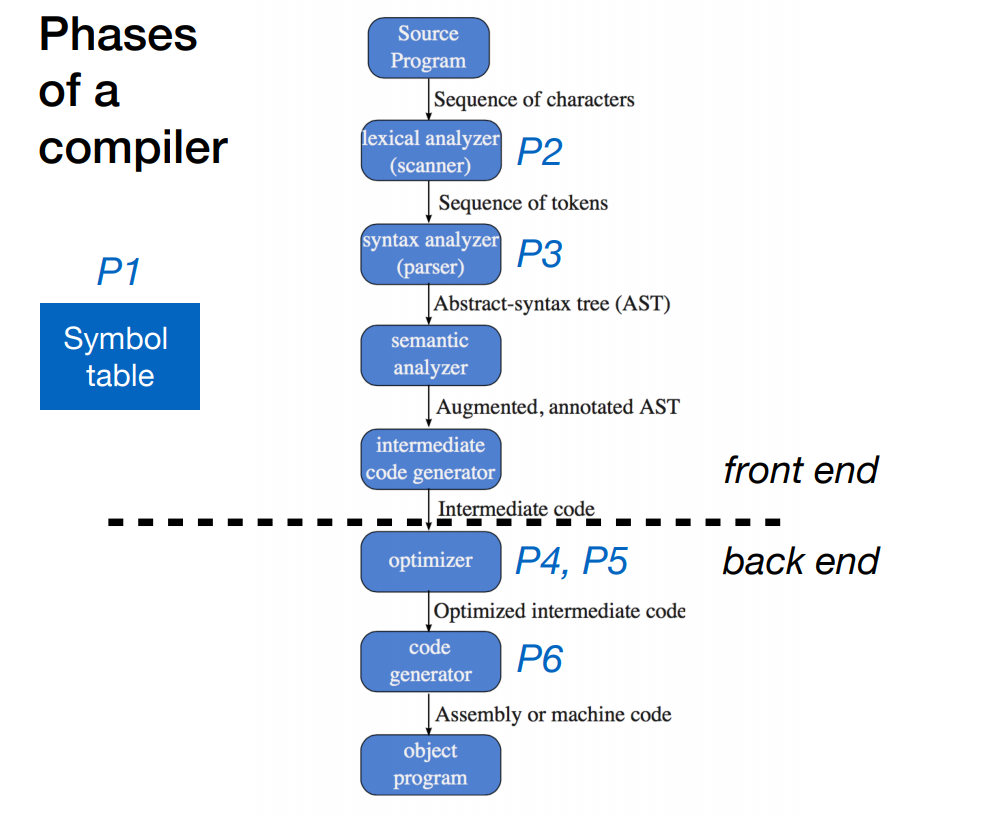 Phases
of a
compiler
Source
Program
Sequence of characters
lexical analyzer
(scanner)
P2
Sequence of tokens
syntax analyzer
(parser)
P3
P1
Symbol
table
Abstract-syntax tree (AST)
semantic
analyzer
Augmented, annotated AST
intermediate
code generator
front end
Intermediate code
optimizer
P4, P5
back end
Optimized intermediate code
code
generator
P6
Assembly or machine code
object
program